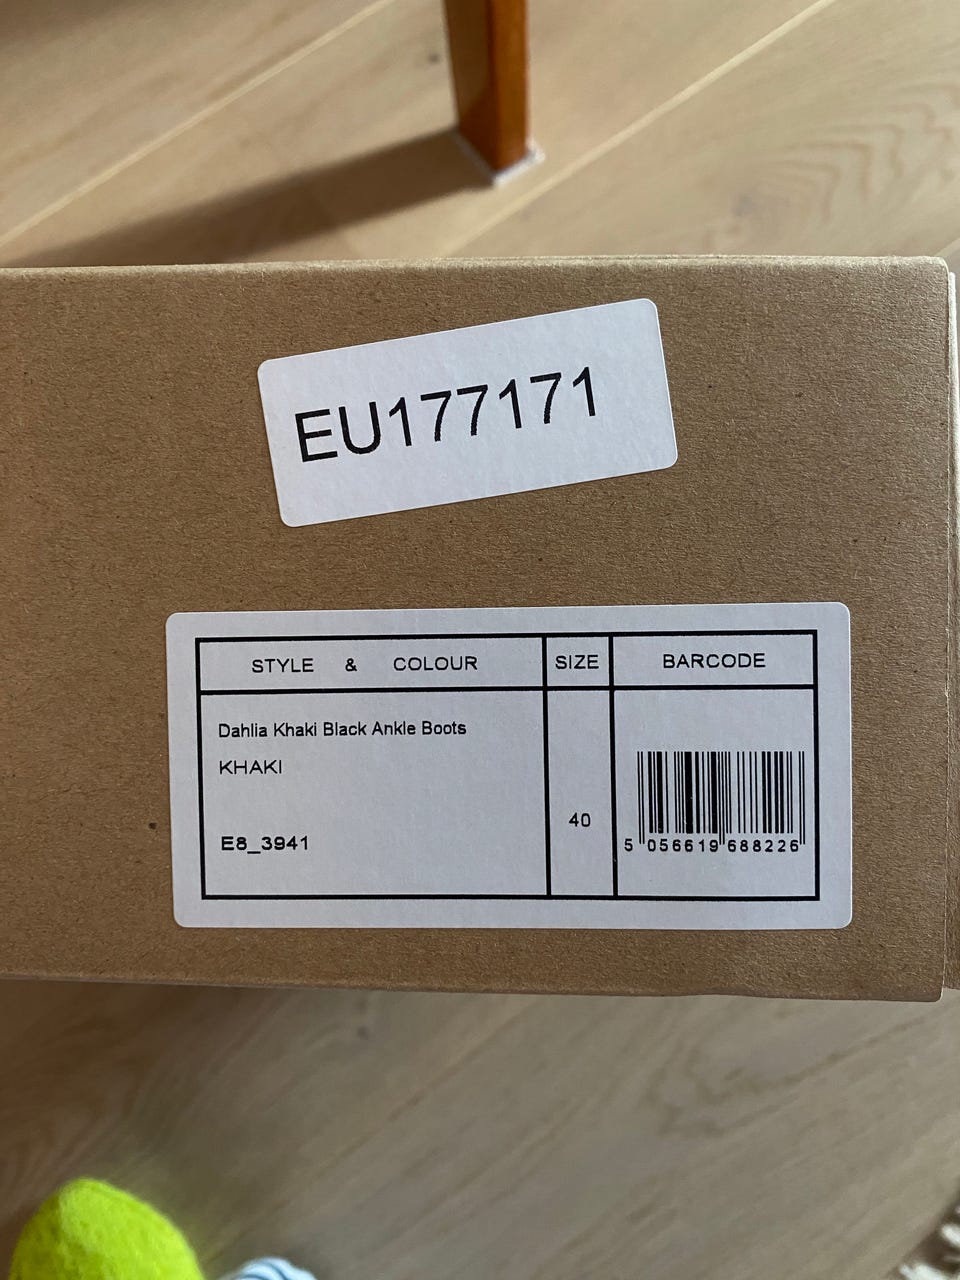 EU177171
STYLE & COLOUR SIZE BARCODE
Dahlia Khaki Black Ankle Boots
KHAKI
40
E8_3941
5 056619 688226